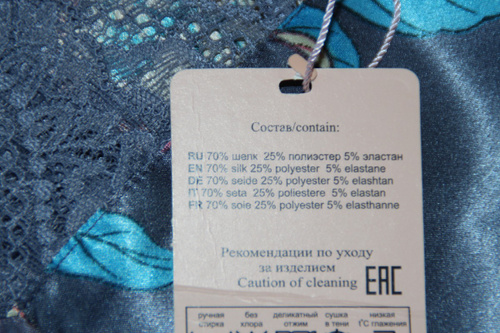 Состав/contain:
RU 70% шелк 25% полиэстер 5% эластан
EN 70% silk 25% polyester 5% elastane
DE 70% seide 25% polyester 5% elashtan
IT 70% seta 25% poliestere 5% elastan
FR 70% soie 20% polyester 5% elasthanne
Рекомендации по уходу
за изделием
Caution of cleaning EAC
ручная без деликатный сушка низкая
стирка хлора отжим в тени t°C глажения